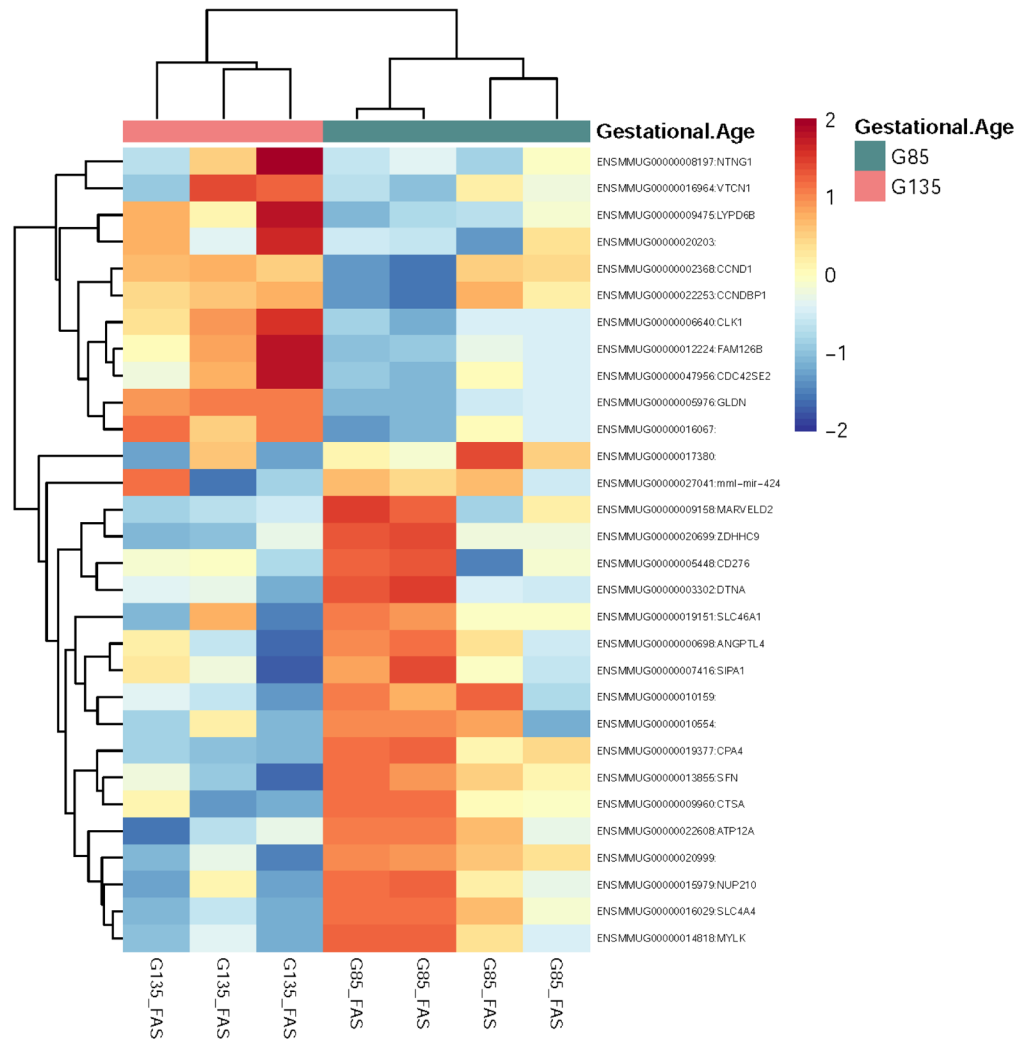 Gestational.Age
ENSMMUG00000008197:NTNG1
ENSMMUG00000016964:VTCN1
ENSMMUG00000009475:LYPD6B
ENSMMUG00000020203:
ENSMMUG00000002368:CCND1
ENSMMUG00000022253:CCNDBP1
ENSMMUG00000006640:CLK1
ENSMMUG00000012224:FAM126B
ENSMMUG00000047956:CDC42SE2
ENSMMUG00000005976:GLDN
ENSMMUG00000016067:
ENSMMUG00000017380:
ENSMMUG00000027041:mml-mir-424
ENSMMUG00000009158:MARVELD2
ENSMMUG00000020699:ZDHHC9
ENSMMUG00000005448:CD276
ENSMMUG00000003302:DTNA
ENSMMUG00000019151:SLC46A1
ENSMMUG00000000698:ANGPTL4
ENSMMUG00000007416:SIPA1
ENSMMUG00000010159:
ENSMMUG00000010554:
ENSMMUG00000019377:CPA4
ENSMMUG00000013855:SFN
ENSMMUG00000009960:CTSA
ENSMMUG00000022608:ATP12A
ENSMMUG00000020999:
ENSMMUG00000015979:NUP210
ENSMMUG00000016029:SLC4A4
ENSMMUG00000014818:MYLK
2
1
0
−1
−2
Gestational.Age
G85
G135
G135_FAS
G135_FAS
G135_FAS
G85_FAS
G85_FAS
G85_FAS
G85_FAS